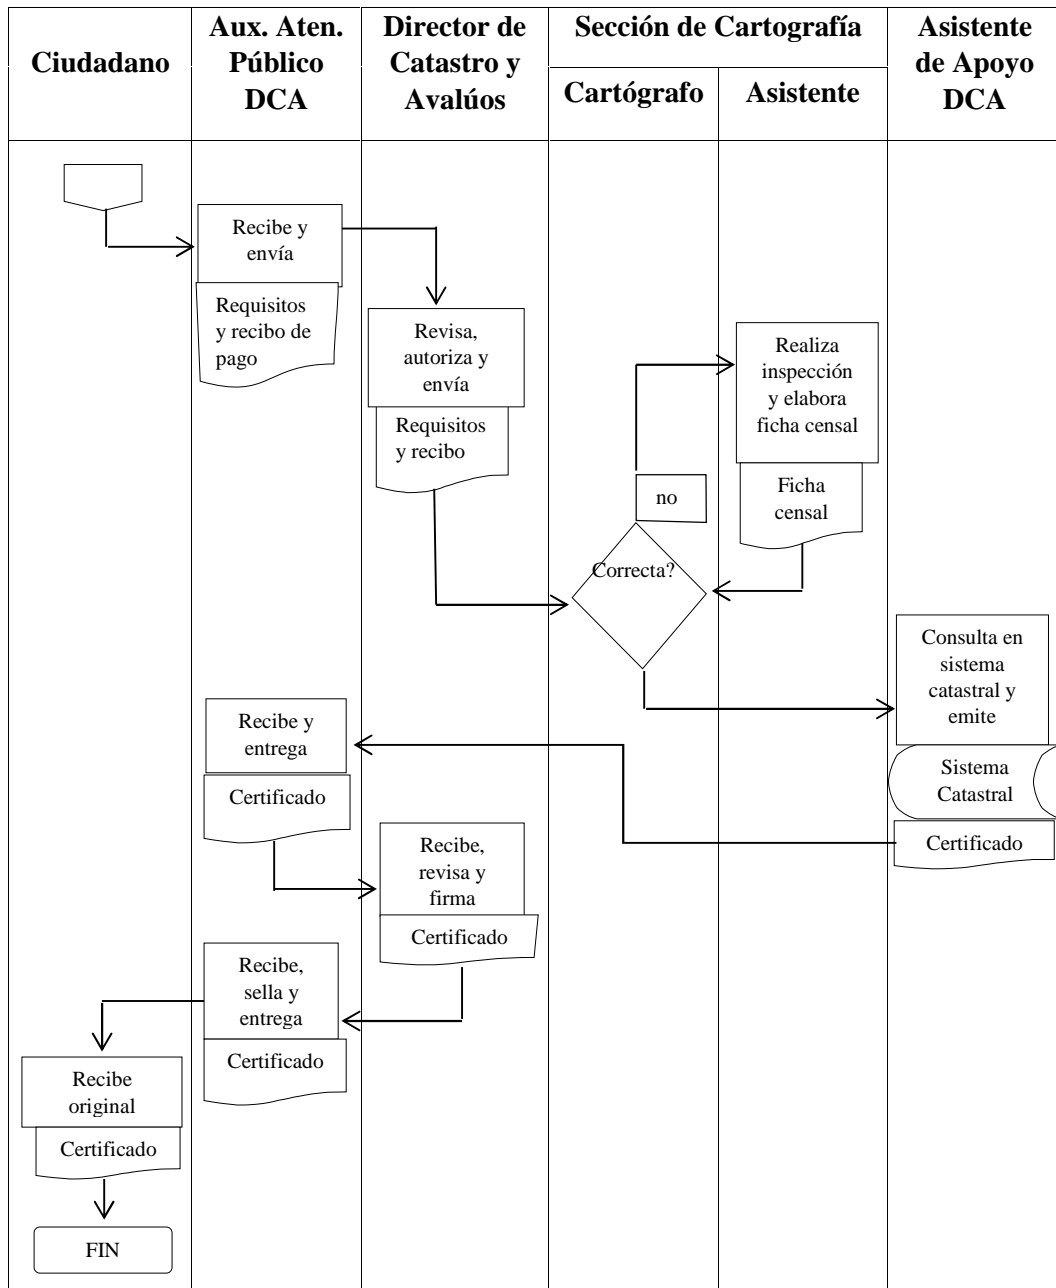 Ciudadano
Aux. Aten.
Público
DCA
Director de
Catastro y
Avalúos
Sección de Cartografía
Cartógrafo
Asistente
Asistente
de Apoyo
DCA
Recibe y
envía
Requisitos
y recibo de
pago
Revisa,
autoriza y
envía
Requisitos
y recibo
Realiza
inspección
y elabora
ficha censal
Ficha
censal
no
Correcta?
Consulta en
sistema
catastral y
emite
Sistema
Catastral
Certificado
Recibe y
entrega
Certificado
Recibe,
revisa y
firma
Certificado
Recibe,
sella y
entrega
Certificado
Recibe
original
Certificado
FIN